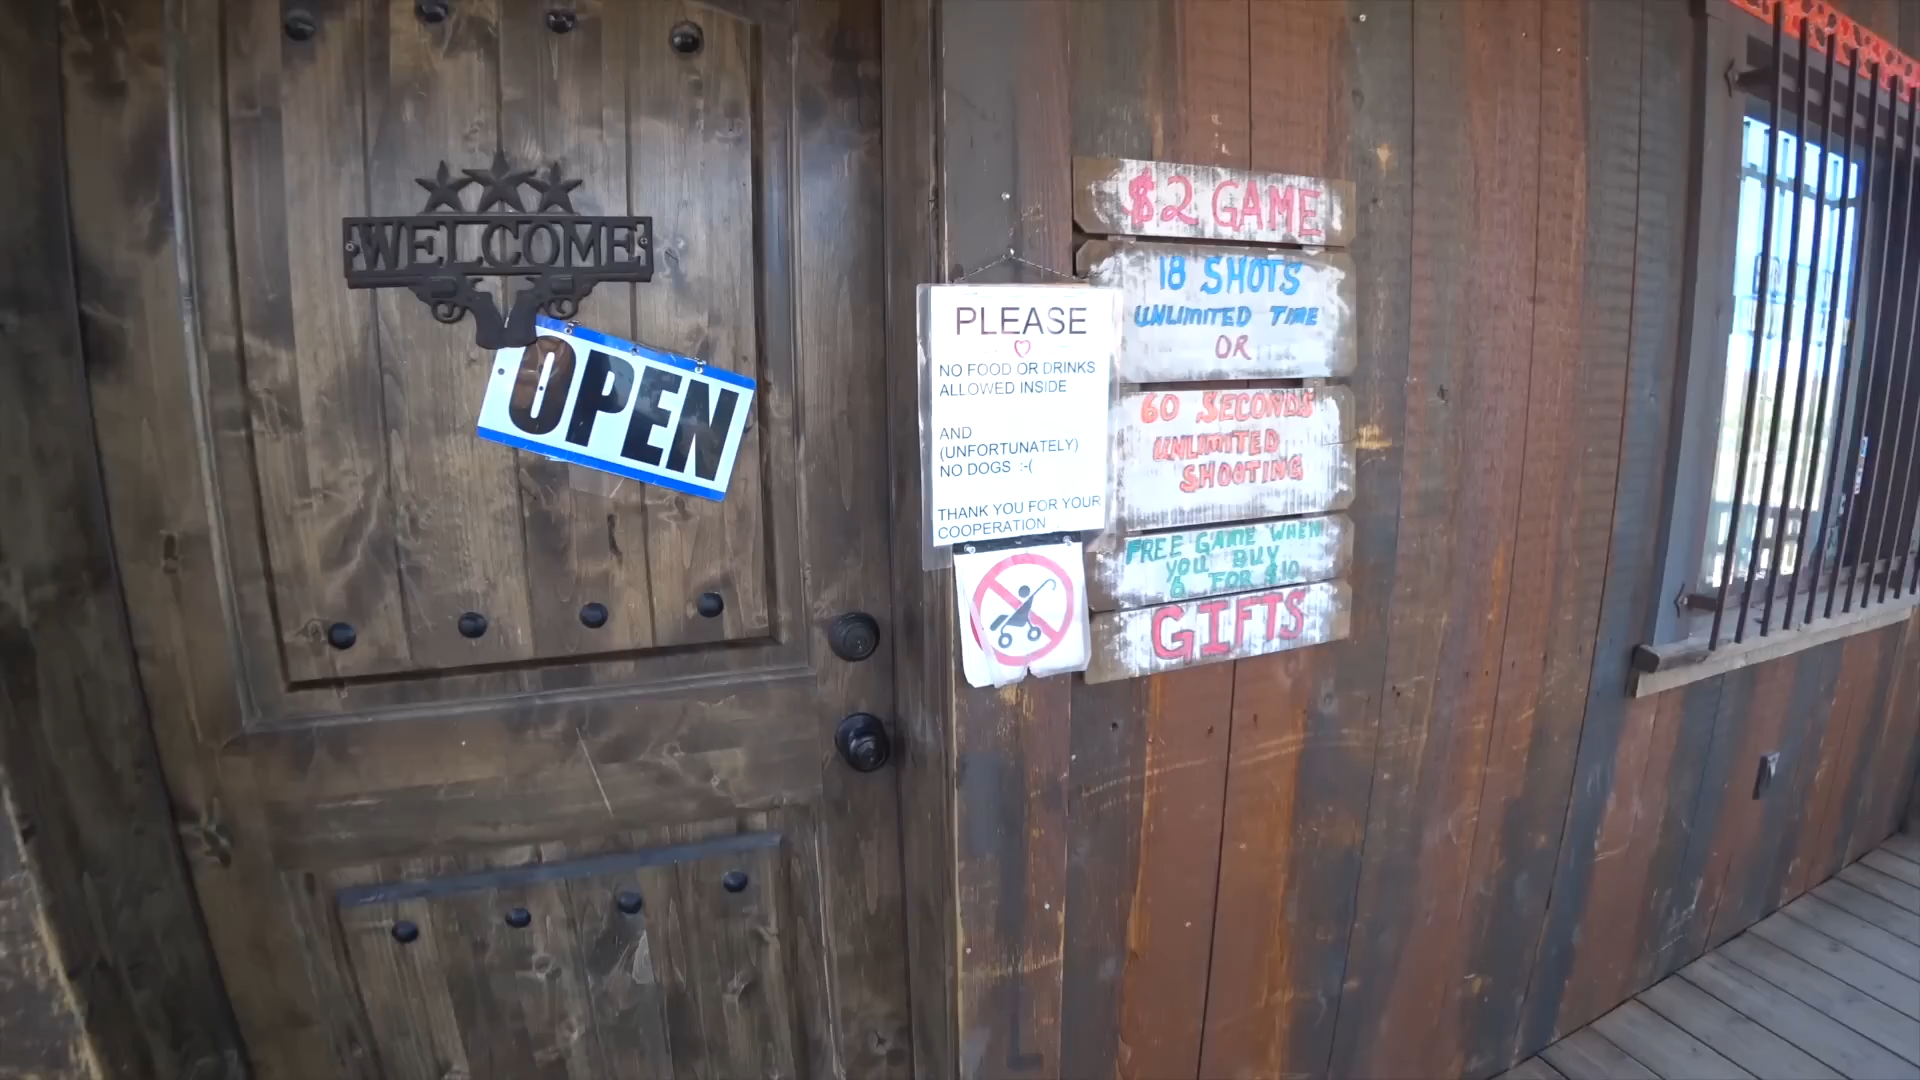 WELCOME
OPEN
PLEASE
NO FOOD OR DRINKS
ALLOWED INSIDE
AND
(UNFORTUNATELY)
NO DOGS :-(
THANK YOU FOR YOUR
COOPERATION
$2 GAME
18 SHOTS
UNLIMITED TIME
OR
60 SECONDS
UNLIMITED
SHOOTING
FREE GAME WHEN
YOU BUY
6 FOR $10
GIFTS